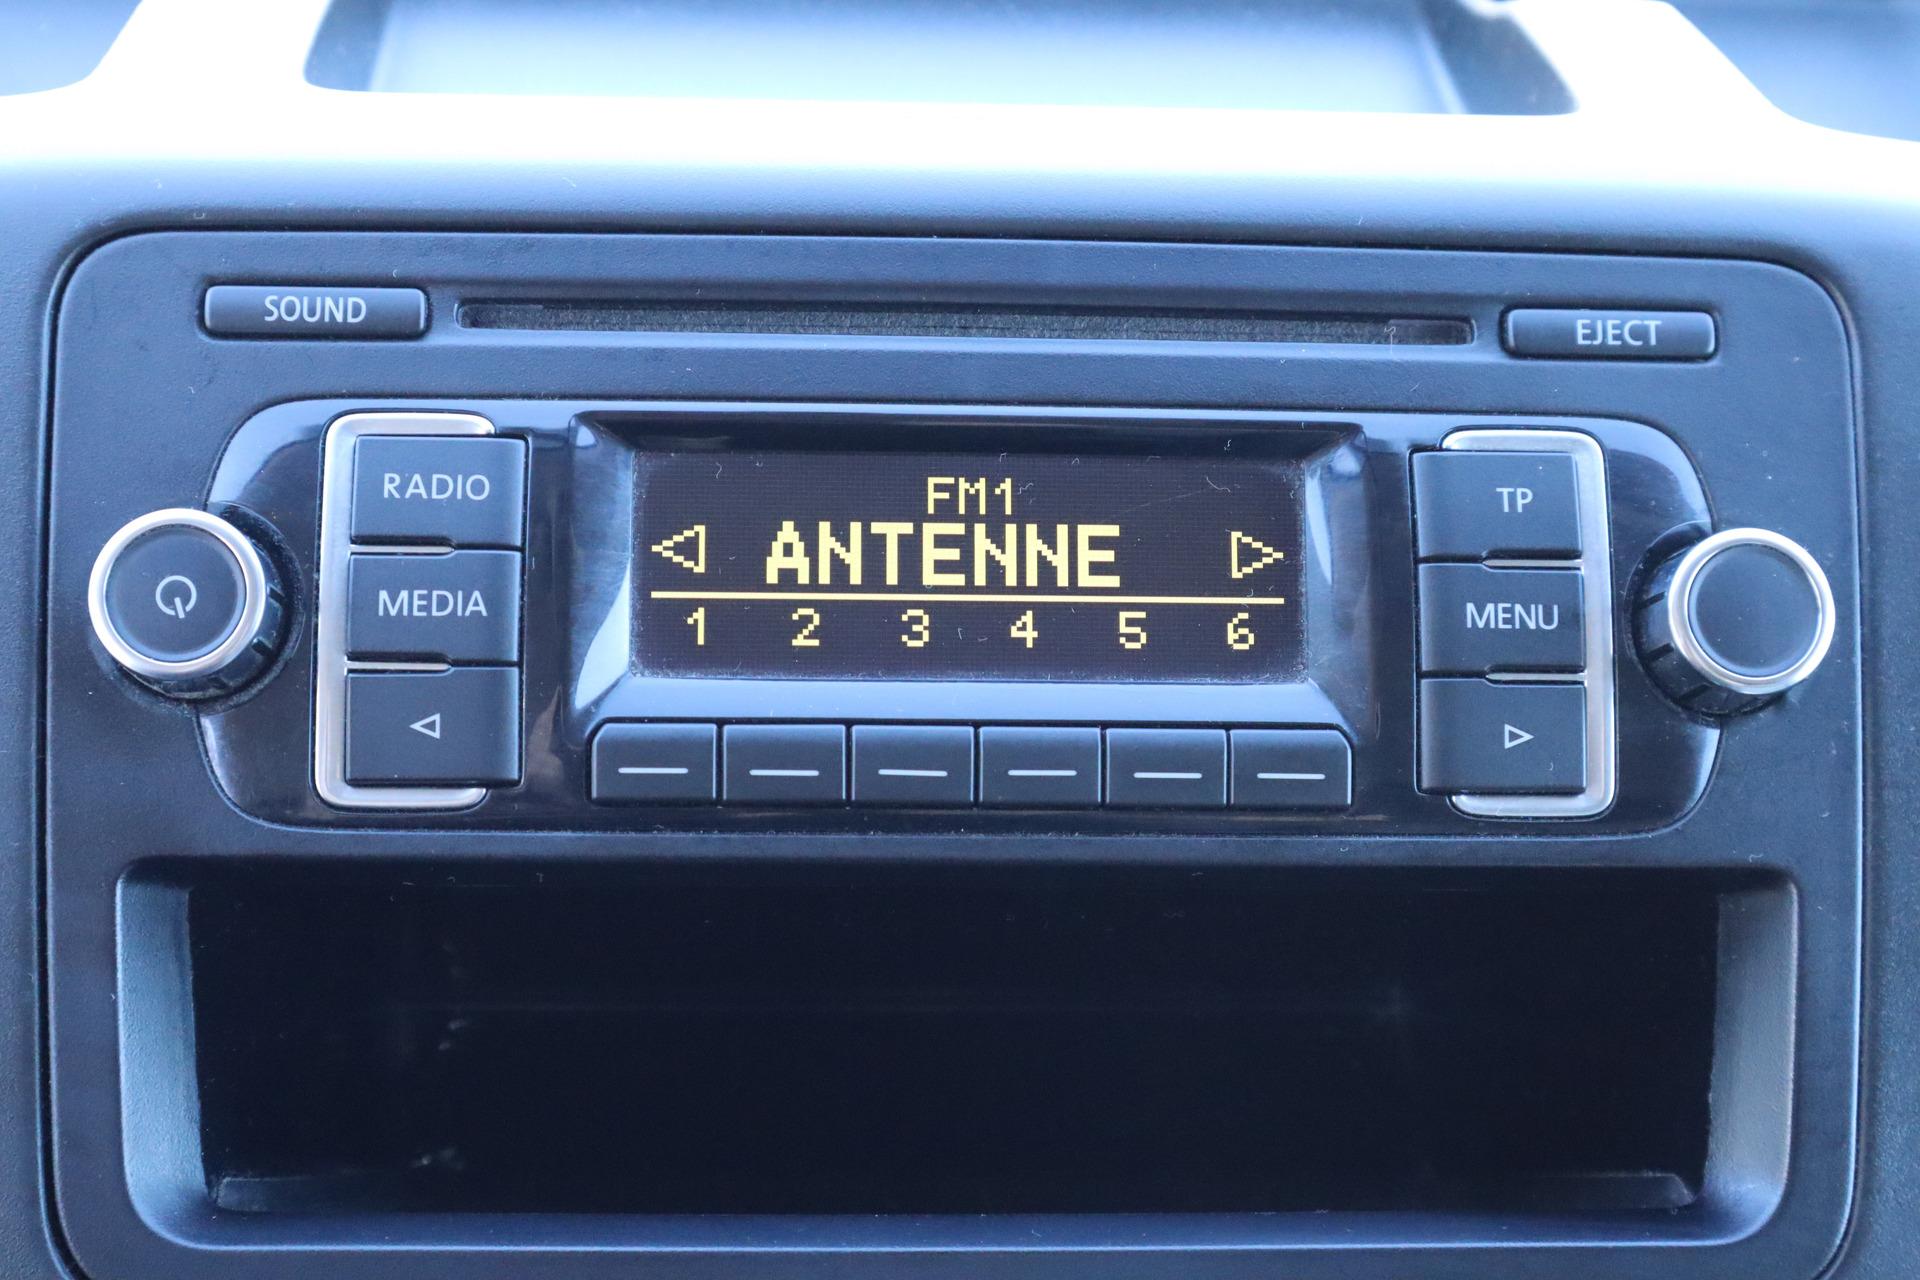 SOUND
EJECT
RADIO
MEDIA
FM1
ANTENNE
1 2 3 4 5 6
TP
MENU